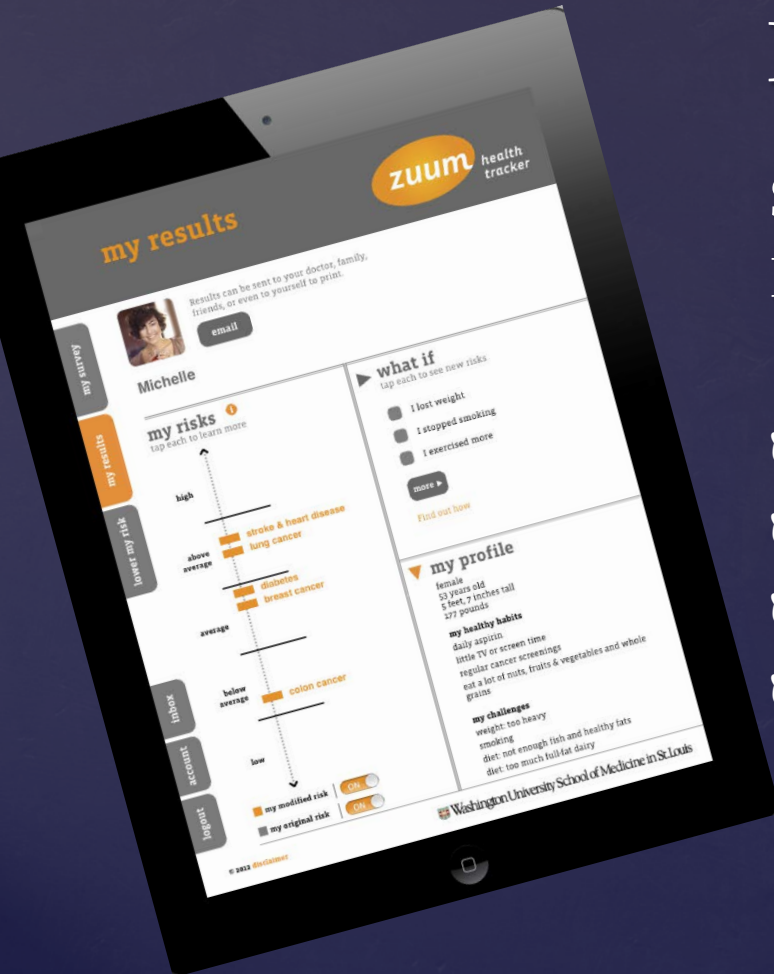 my results
zuum
health
tracker
Results can be sent to your doctor, family,
friends, or even to yourself to print.
email
Michelle
my survey
my results
lower my risk
inbox
account
logout
my risks
tap each to learn more
high
stroke & heart disease
lung cancer
above
average
diabetes
breast cancer
average
below
average
colon cancer
low
my modified risk
ON
my original risk
ON
what if
tap each to see new risks
I lost weight
I stopped smoking
I exercised more
more
Find out how
my profile
female
53 years old
5 feet, 7 inches tall
177 pounds
my healthy habits
daily aspirin
little TV or screen time
regular cancer screenings
eat a lot of nuts, fruits & vegetables and whole
grains
my challenges
weight: too heavy
smoking
diet: not enough fish and healthy fats
diet: too much full-fat dairy
Washington University School of Medicine in St. Louis
© 2012 disclaimer